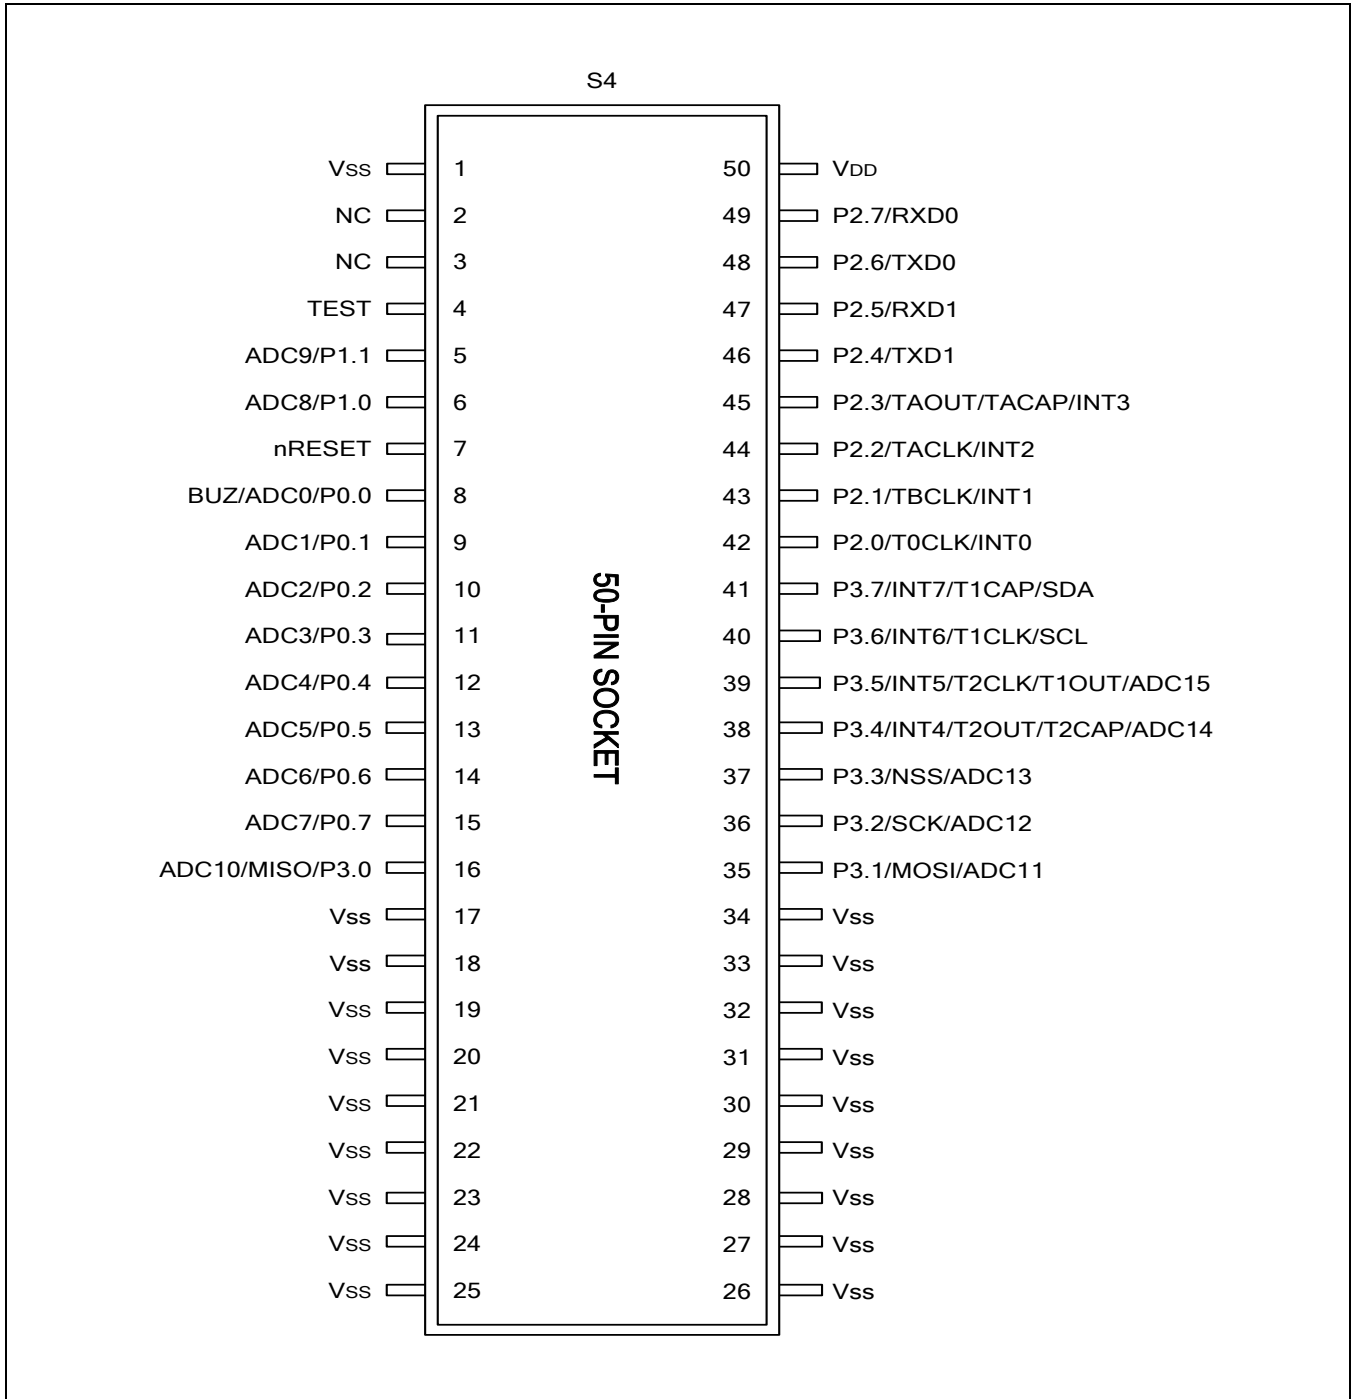 S4
Vss 1 50 VDD
NC 2 49 P2.7/RXD0
NC 3 48 P2.6/TXD0
TEST 4 47 P2.5/RXD1
ADC9/P1.1 5 46 P2.4/TXD1
ADC8/P1.0 6 45 P2.3/TAOUT/TACAP/INT3
nRESET 7 44 P2.2/TACLK/INT2
BUZ/ADC0/P0.0 8 43 P2.1/TBCLK/INT1
ADC1/P0.1 9 42 P2.0/T0CLK/INT0
ADC2/P0.2 10 41 P3.7/INT7/T1CAP/SDA
ADC3/P0.3 11 40 P3.6/INT6/T1CLK/SCL
ADC4/P0.4 12 39 P3.5/INT5/T2CLK/T1OUT/ADC15
ADC5/P0.5 13 38 P3.4/INT4/T2OUT/T2CAP/ADC14
ADC6/P0.6 14 37 P3.3/NSS/ADC13
ADC7/P0.7 15 36 P3.2/SCK/ADC12
ADC10/MISO/P3.0 16 35 P3.1/MOSI/ADC11
Vss 17 34 Vss
Vss 18 33 Vss
Vss 19 32 Vss
Vss 20 31 Vss
Vss 21 30 Vss
Vss 22 29 Vss
Vss 23 28 Vss
Vss 24 27 Vss
Vss 25 26 Vss
50-PIN SOCKET